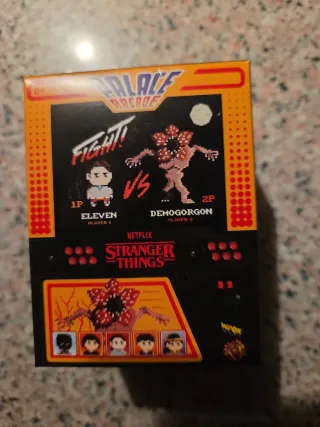 PALACE
ARCADE
FIGHT!
VS
1P
2P
ELEVEN
DEMOGORGON
PLAYER 1
PLAYER 2
NETFLIX
STRANGER
THINGS